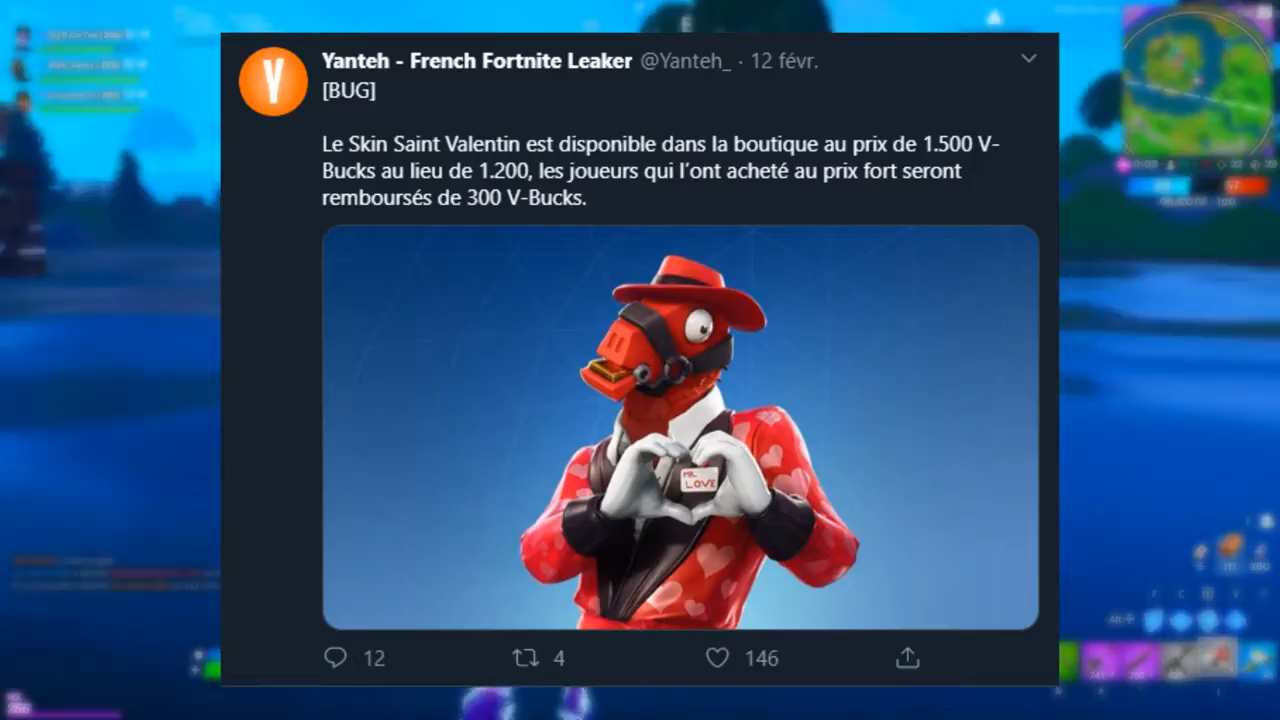 Yanteh - French Fortnite Leaker @Yanteh_ · 12 févr.
[BUG]
Le Skin Saint Valentin est disponible dans la boutique au prix de 1.500 V-
Bucks au lieu de 1.200, les joueurs qui l'ont acheté au prix fort seront
remboursés de 300 V-Bucks.
MR.
LOVE
12 4 146